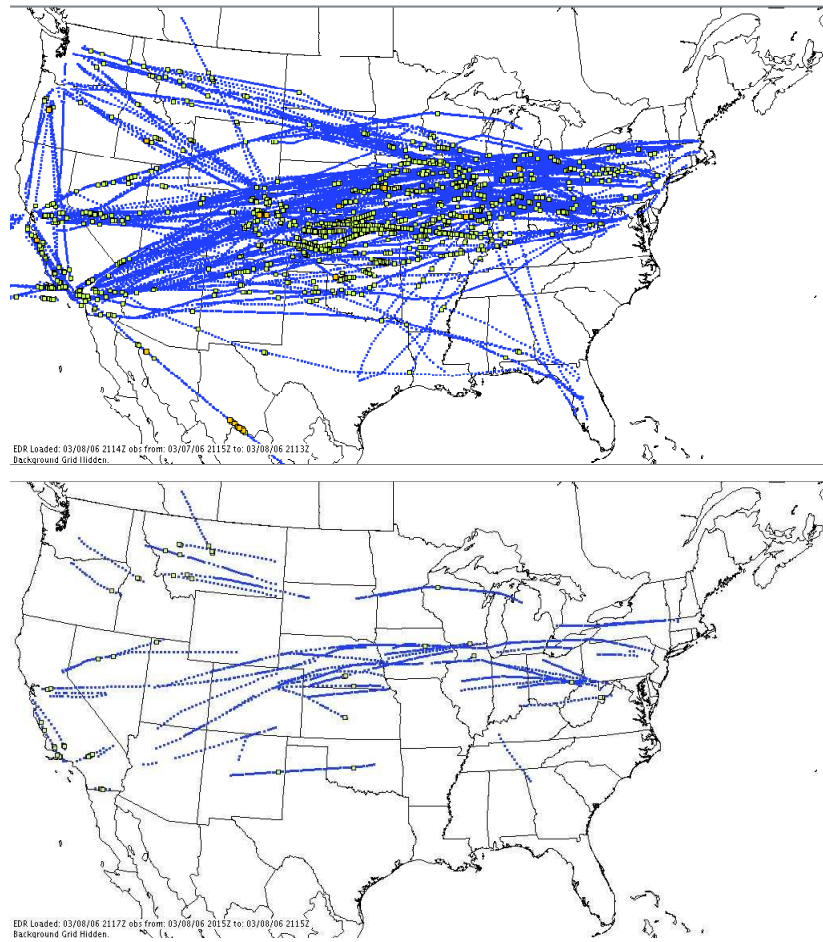 EDR Loaded: 03/08/06 2114Z obs from: 03/07/06 2115Z to: 03/08/06 2113Z
Background Grid Hidden.
EDR Loaded: 03/08/06 2117Z obs from: 03/08/06 2015Z to: 03/08/06 2115Z
Background Grid Hidden.